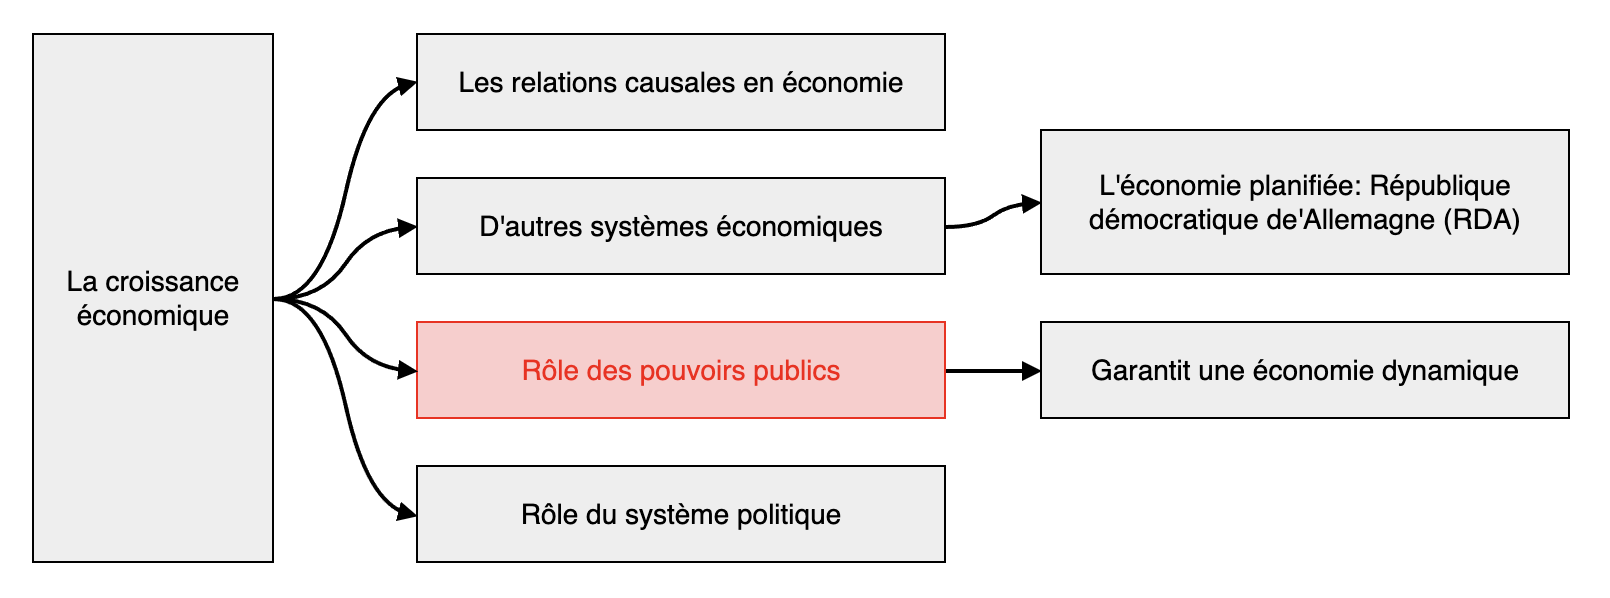 La croissance
économique
Les relations causales en économie
D'autres systèmes économiques
L'économie planifiée: République
démocratique de'Allemagne (RDA)
Rôle des pouvoirs publics
Garantit une économie dynamique
Rôle du système politique